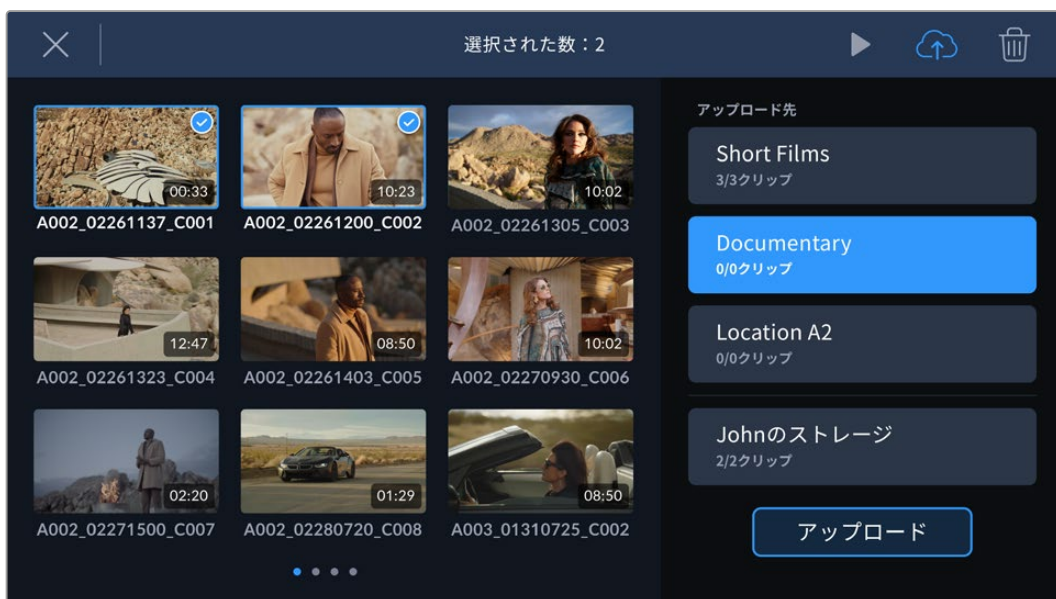 選択された数：2
00:33
10:23
10:02
A002_02261137_C001
A002_02261200_C002
A002_02261305_C003
12:47
08:50
10:02
A002_02261323_C004
A002_02261403_C005
A002_02270930_C006
02:20
01:29
08:50
A002_02271500_C007
A002_02280720_C008
A003_01310725_C002
アップロード先
Short Films
3/3クリップ
Documentary
0/0クリップ
Location A2
0/0クリップ
Johnのストレージ
2/2クリップ
アップロード